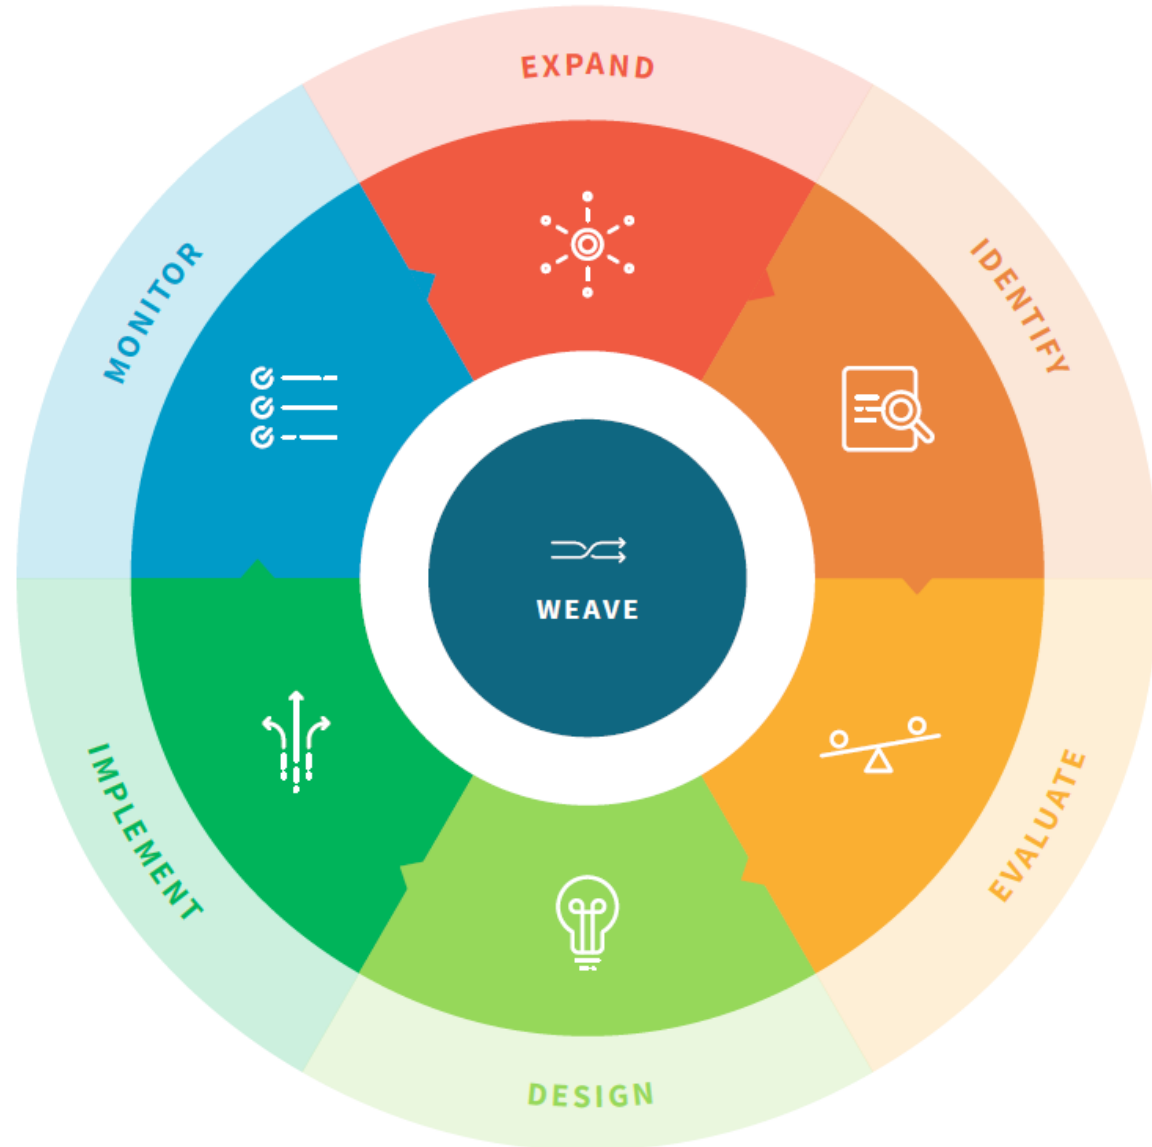 EXPAND
IDENTIFY
EVALUATE
DESIGN
IMPLEMENT
MONITOR
WEAVE